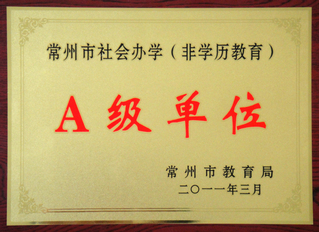 常州市社会办学（非学历教育）
A级单位
常州市教育局
二〇一一年三月